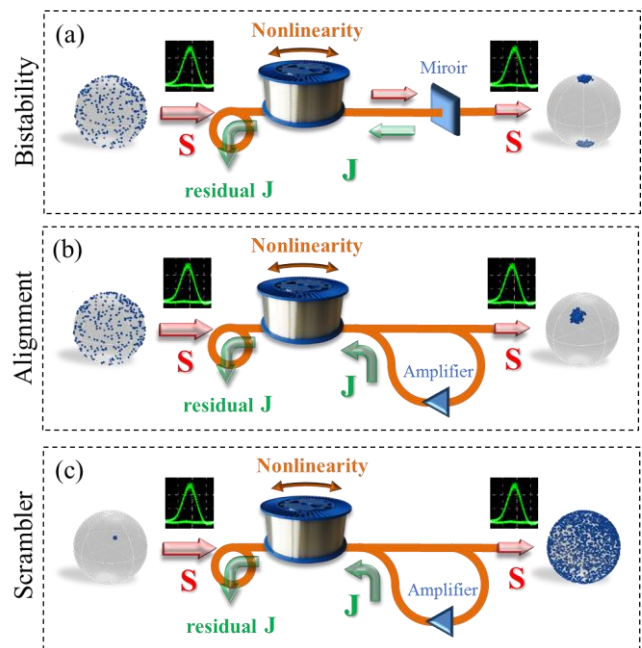 (a)
Bistability
Nonlinearity
Miroir
S
residual J
J
S
(b)
Alignment
Nonlinearity
S
residual J
J
Amplifier
S
(c)
Scrambler
Nonlinearity
S
residual J
J
Amplifier
S